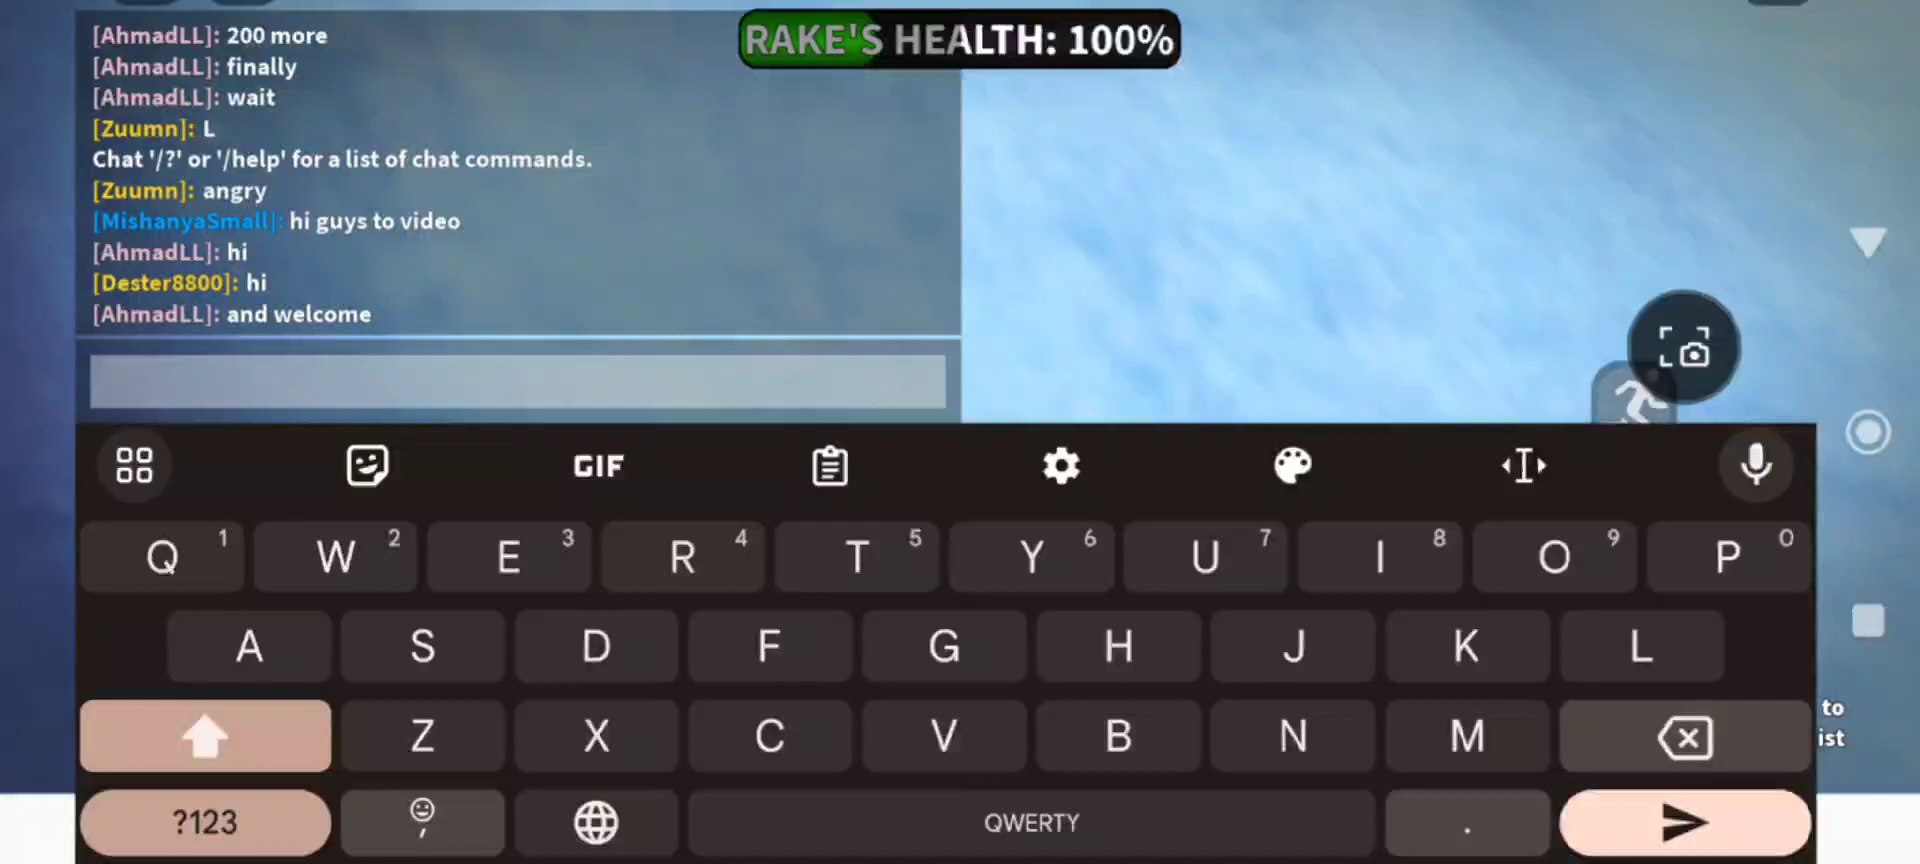 RAKE'S HEALTH: 100%
[AhmadLL]: 200 more
[AhmadLL]: finally
[AhmadLL]: wait
[Zuumn]: L
Chat '/?' or '/help' for a list of chat commands.
[Zuumn]: angry
[MishanyaSmall]: hi guys to video
[AhmadLL]: hi
[Dester8800]: hi
[AhmadLL]: and welcome
GIF
Q 1 W 2 E 3 R 4 T 5 Y 6 U 7 I 8 O 9 P 0
A S D F G H J K L
to
Z X C V B N M
ist
?123 , QWERTY .